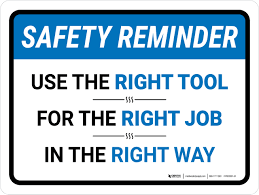 SAFETY REMINDER
USE THE RIGHT TOOL
FOR THE RIGHT JOB
IN THE RIGHT WAY